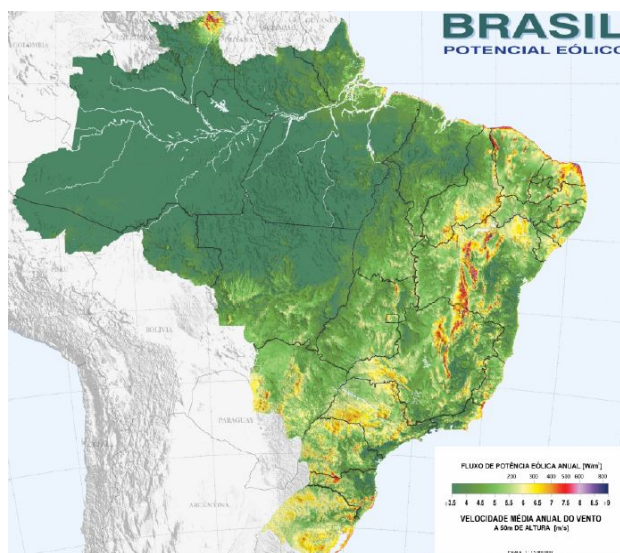 BRASIL
POTENCIAL EÓLICO
COLOMBIA
BOLÍVIA
PARAGUAY
ARGENTINA
FLUXO DE POTÊNCIA EÓLICA ANUAL [W/m²]
200 300 400 500 600 800
<3.5 4 4.5 5 5.5 6 6.5 7 7.5 8 8.5 >9
VELOCIDADE MÉDIA ANUAL DO VENTO
A 50m DE ALTURA [m/s]